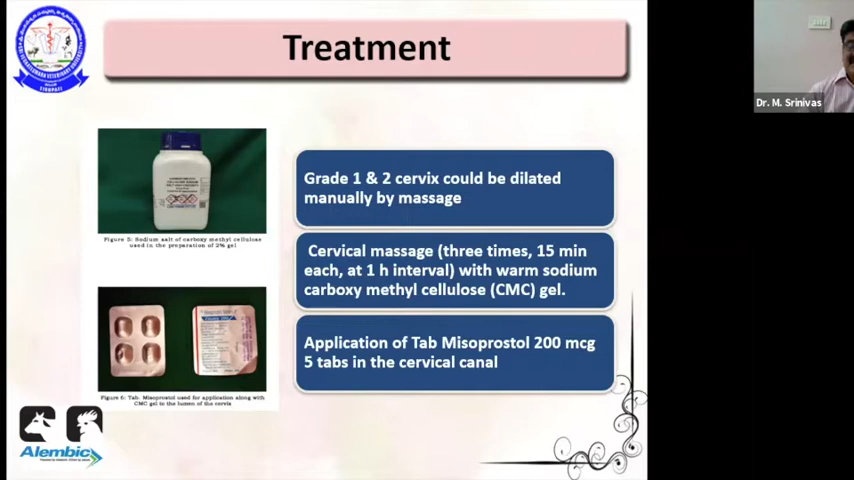 Treatment
Figure 5: Sodium salt of carboxy methyl cellulose
used in the preparation of 2% gel
Figure 6: Tab. Misoprostol used for application along with
CMC gel to the lumen of the cervix
Grade 1 & 2 cervix could be dilated
manually by massage
Cervical massage (three times, 15 min
each, at 1 h interval) with warm sodium
carboxy methyl cellulose (CMC) gel.
Application of Tab Misoprostol 200 mcg
5 tabs in the cervical canal
Alembic
TIRUPATI
Dr. M. Srinivas